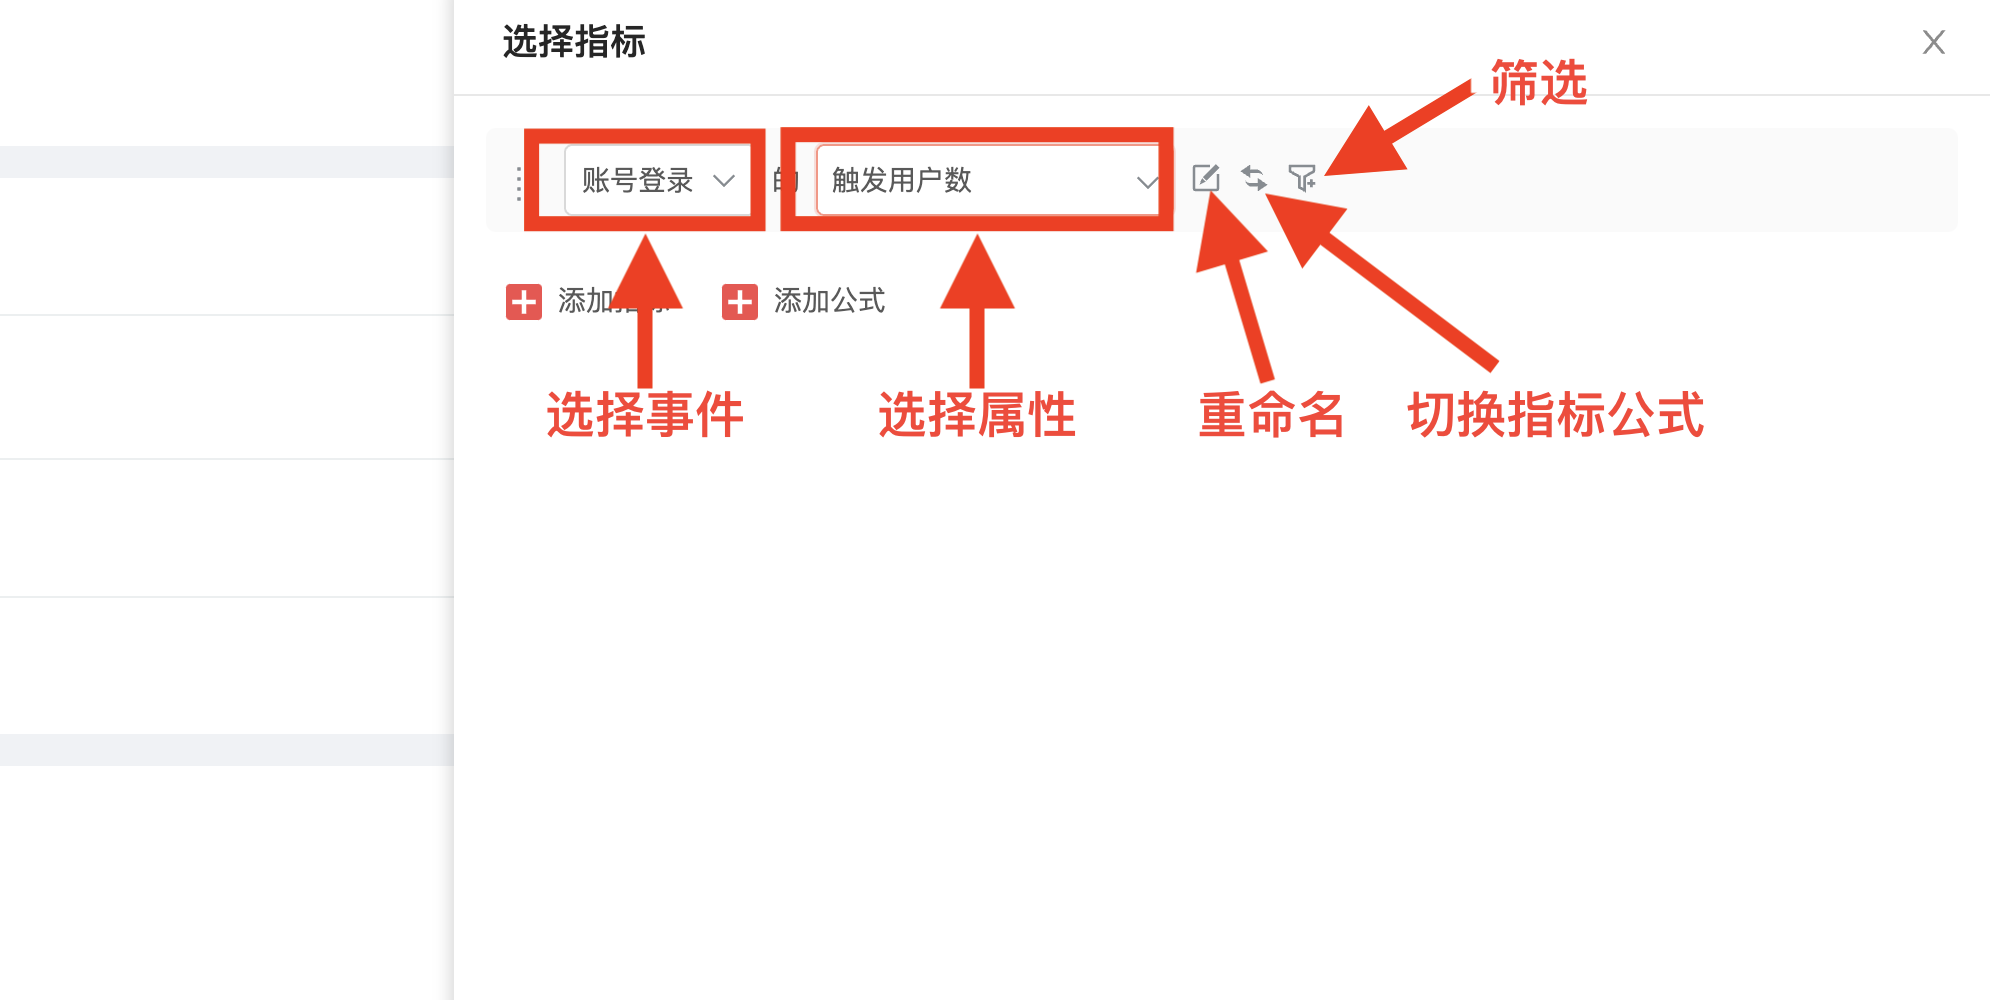 选择指标
筛选
账号登录 的 触发用户数
添加指标 添加公式
选择事件 选择属性 重命名 切换指标公式